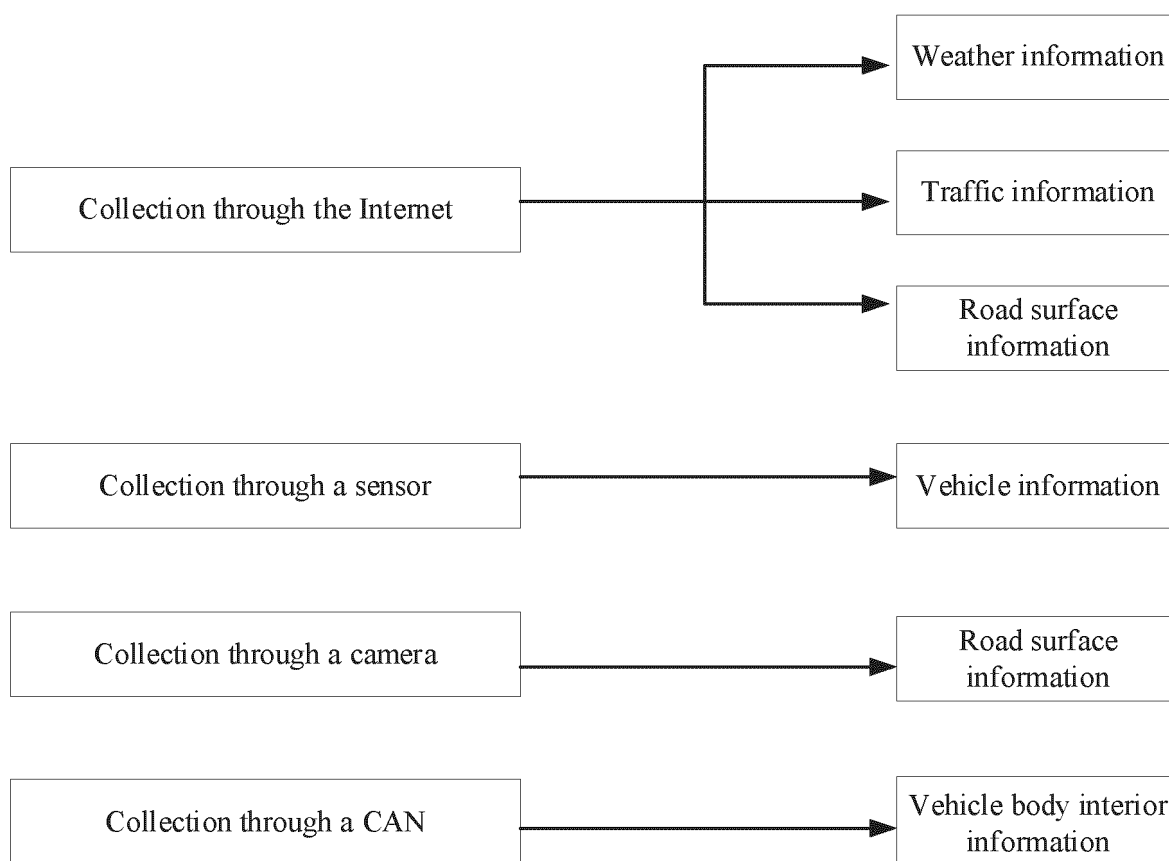 Weather information
Collection through the Internet
Traffic information
Road surface
information
Collection through a sensor
Vehicle information
Collection through a camera
Road surface
information
Collection through a CAN
Vehicle body interior
information